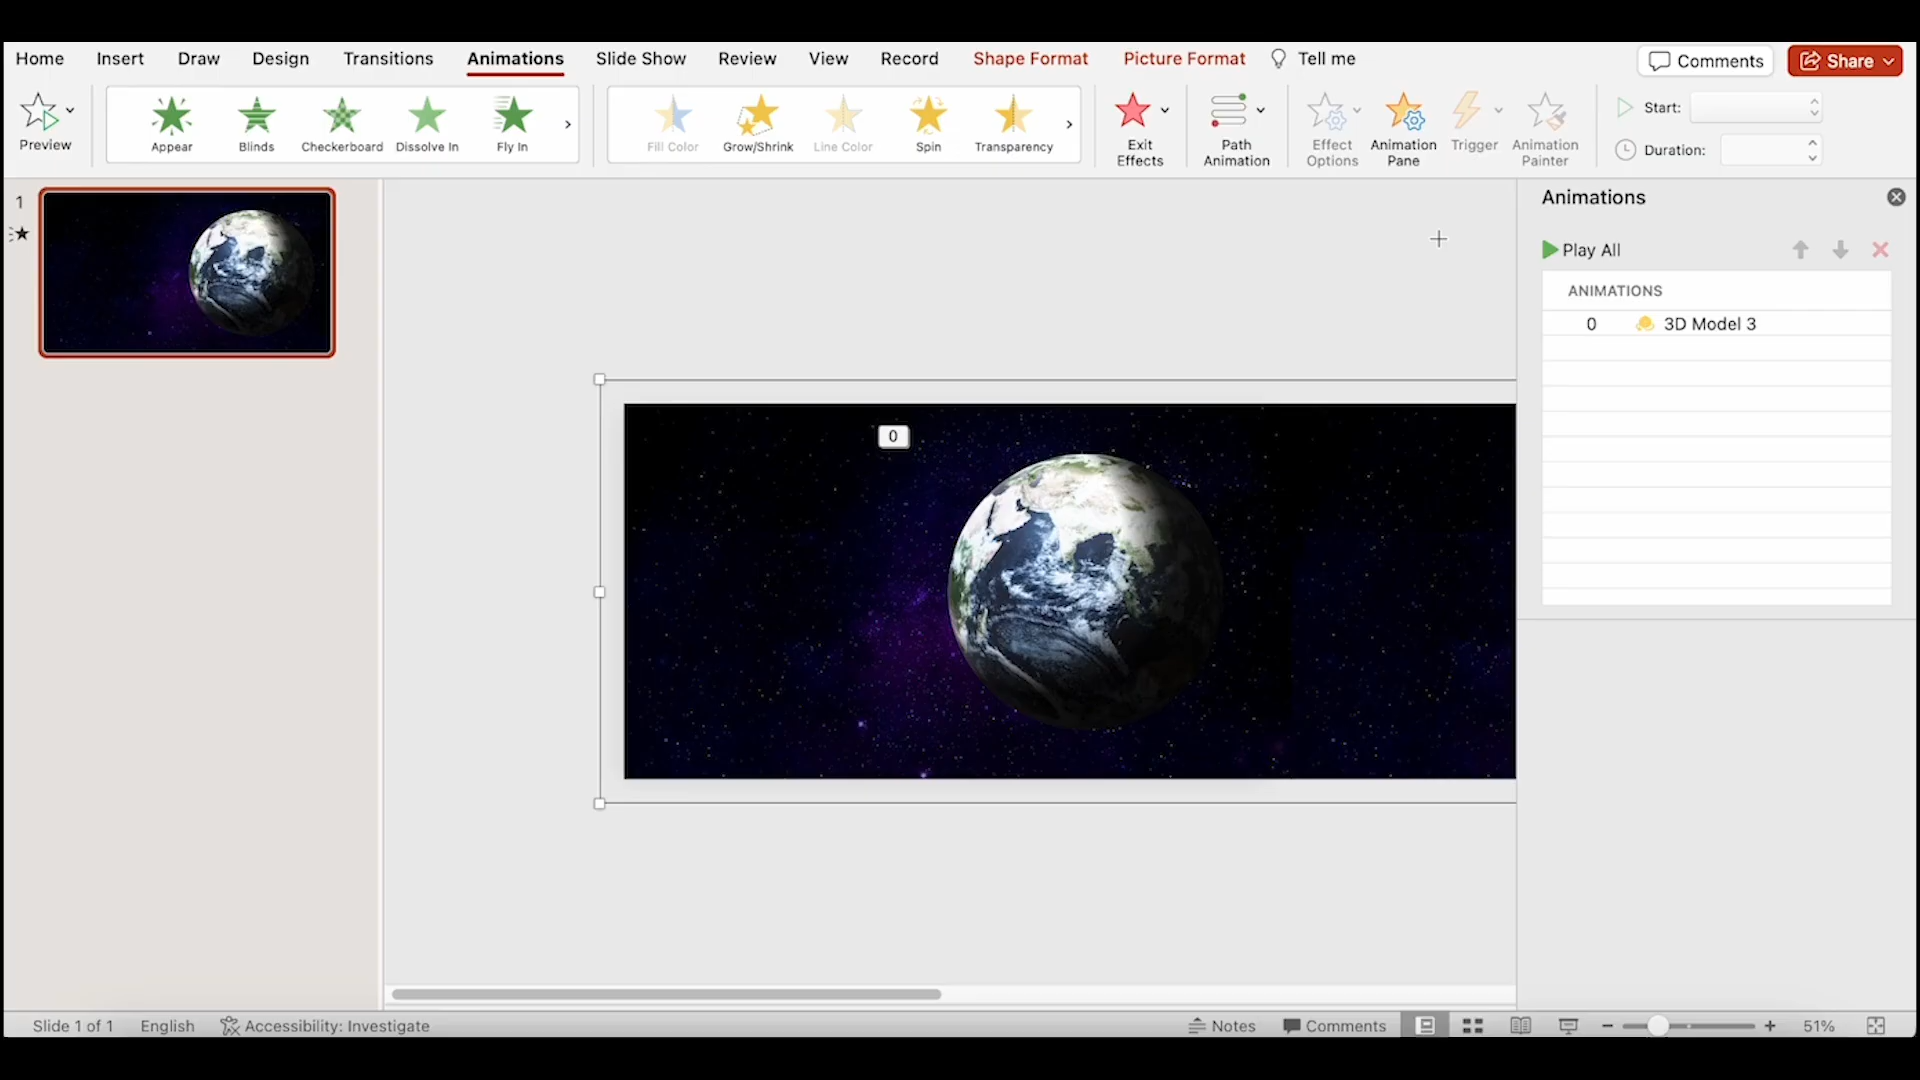 Home Insert Draw Design Transitions Animations Slide Show Review View Record Shape Format Picture Format Tell me Comments Share
Preview
Appear Blinds Checkerboard Dissolve In Fly In
Fill Color Grow/Shrink Line Color Spin Transparency
Exit
Effects
Path
Animation
Effect
Options
Animation
Pane
Trigger
Animation
Painter
Start:
Duration:
1
Animations
Play All
ANIMATIONS
0 3D Model 3
0
Slide 1 of 1 English Accessibility: Investigate Notes Comments 51%